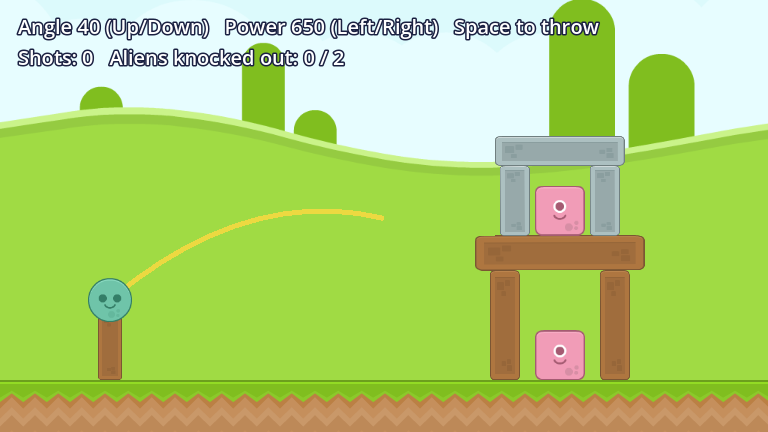 Angle 40 (Up/Down)   Power 650 (Left/Right)   Space to throw
Shots: 0   Aliens knocked out: 0 / 2